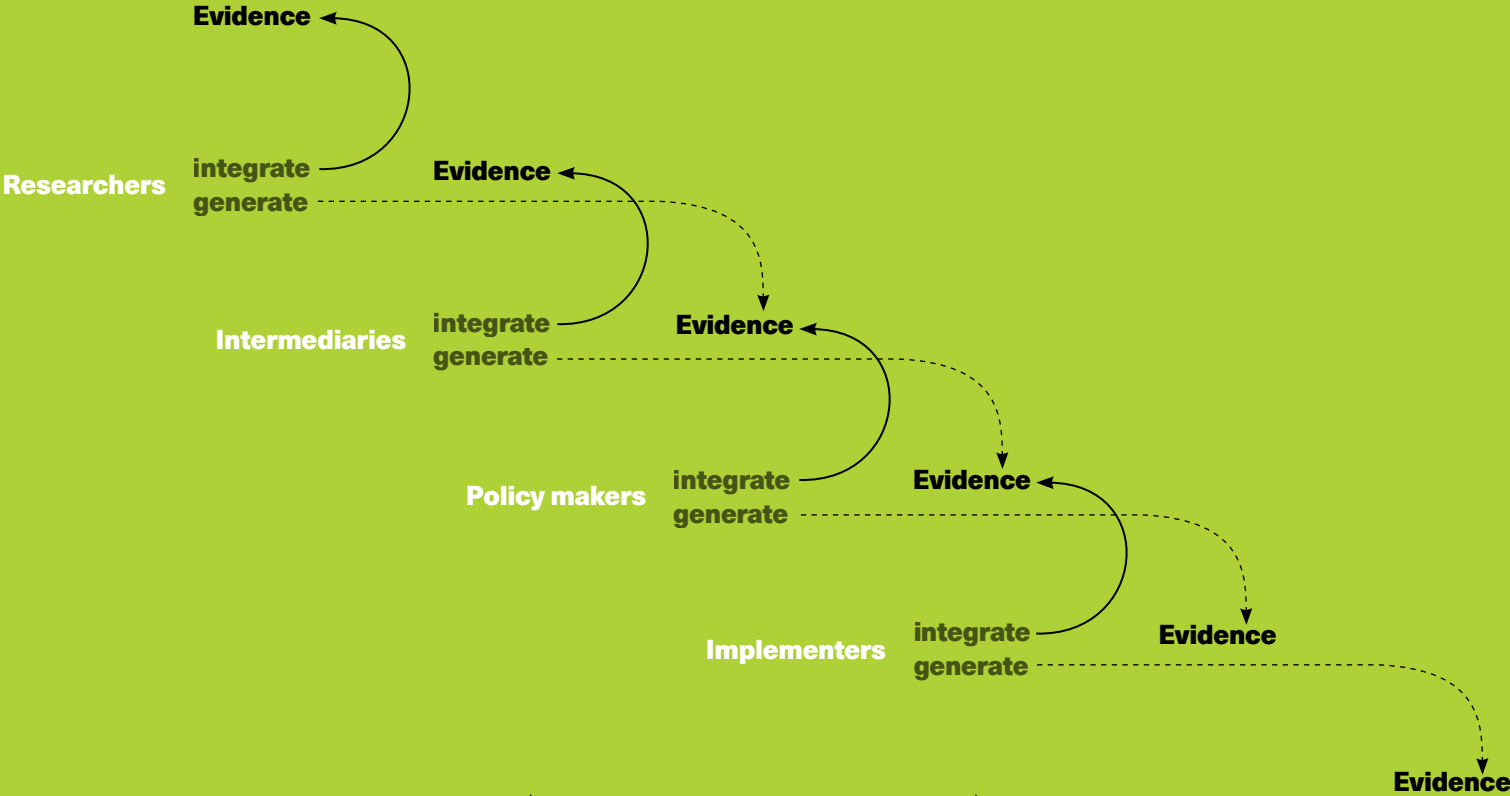 Evidence
Researchers
integrate
generate
Evidence
Intermediaries
integrate
generate
Evidence
Policy makers
integrate
generate
Evidence
Implementers
integrate
generate
Evidence
Evidence